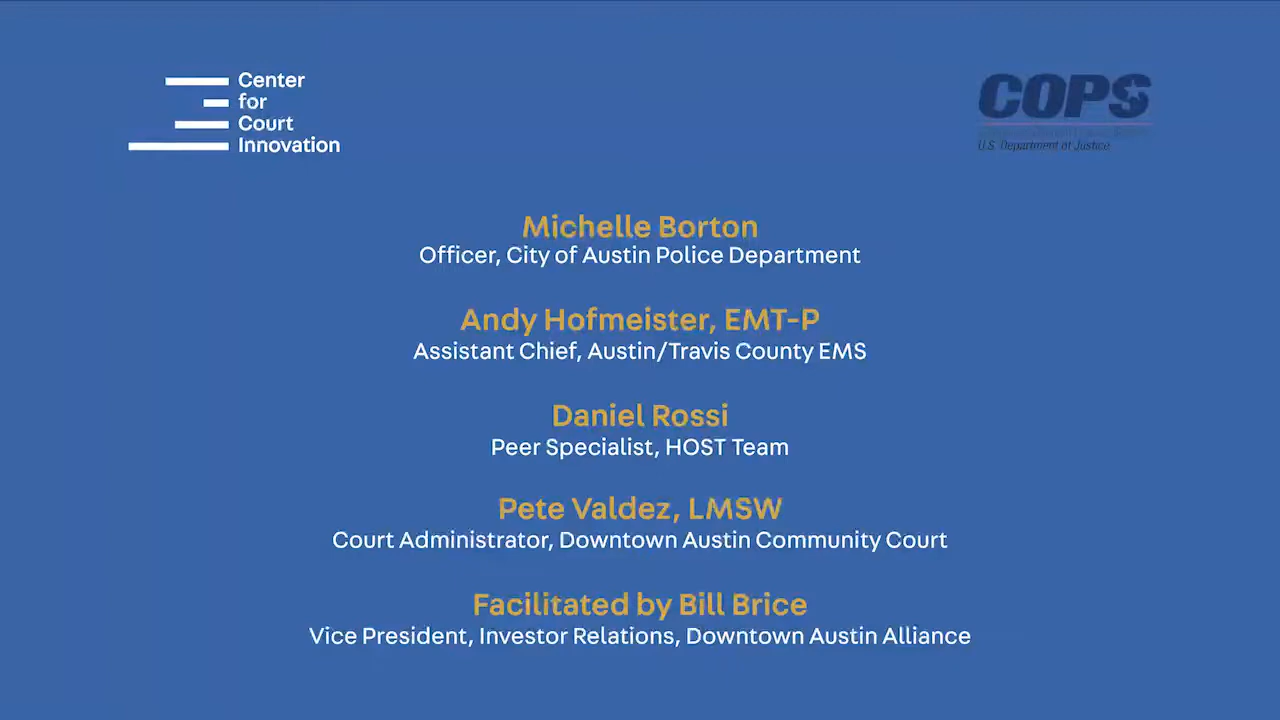 Center
for
Court
Innovation
COPS
U.S. Department of Justice
Michelle Borton
Officer, City of Austin Police Department
Andy Hofmeister, EMT-P
Assistant Chief, Austin/Travis County EMS
Daniel Rossi
Peer Specialist, HOST Team
Pete Valdez, LMSW
Court Administrator, Downtown Austin Community Court
Facilitated by Bill Brice
Vice President, Investor Relations, Downtown Austin Alliance